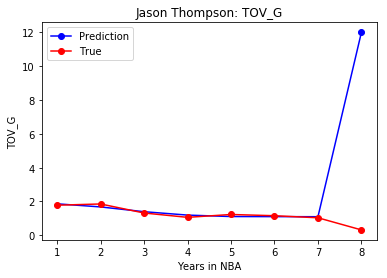 Jason Thompson: TOV_G
Prediction
True
12
10
8
6
4
2
0
TOV_G
1 2 3 4 5 6 7 8
Years in NBA